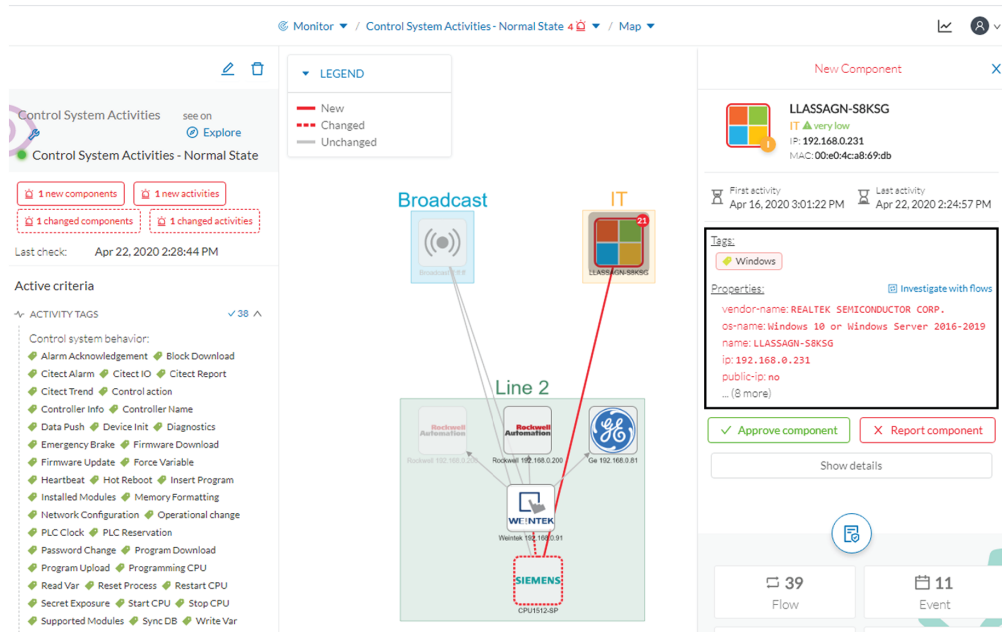 Monitor / Control System Activities - Normal State 4 / Map
LEGEND
New
Changed
Unchanged
Control System Activities see on
Explore
Control System Activities - Normal State
1 new components 1 new activities
1 changed components 1 changed activities
Last check: Apr 22, 2020 2:28:44 PM
Active criteria
ACTIVITY TAGS 38
Control system behavior:
Alarm Acknowledgement Block Download
Citect Alarm Citect IO Citect Report
Citect Trend Control action
Controller Info Controller Name
Data Push Device Init Diagnostics
Emergency Brake Firmware Download
Firmware Update Force Variable
Heartbeat Hot Reboot Insert Program
Installed Modules Memory Formatting
Network Configuration Operational change
PLC Clock PLC Reservation
Password Change Program Download
Program Upload Programming CPU
Read Var Reset Process Restart CPU
Secret Exposure Start CPU Stop CPU
Supported Modules Sync DB Write Var
Broadcast
IT
21
LLASSAGN-S8KSG
Line 2
Rockwell Automation
Rockwell Automation
Rockwell 192.168.0.200
Ge 192.168.0.81
WEINTEK
Weintek 192.168.0.91
SIEMENS
CPU1512-SP
New Component
LLASSAGN-S8KSG
IT very low
IP: 192.168.0.231
MAC: 00:e0:4c:a8:69:db
First activity
Apr 16, 2020 3:01:22 PM
Last activity
Apr 22, 2020 2:24:57 PM
Tags:
Windows
Properties: Investigate with flows
vendor-name: REALTEK SEMICONDUCTOR CORP.
os-name: Windows 10 or Windows Server 2016-2019
name: LLASSAGN-S8KSG
ip: 192.168.0.231
public-ip: no
... (8 more)
Approve component Report component
Show details
39
Flow
11
Event